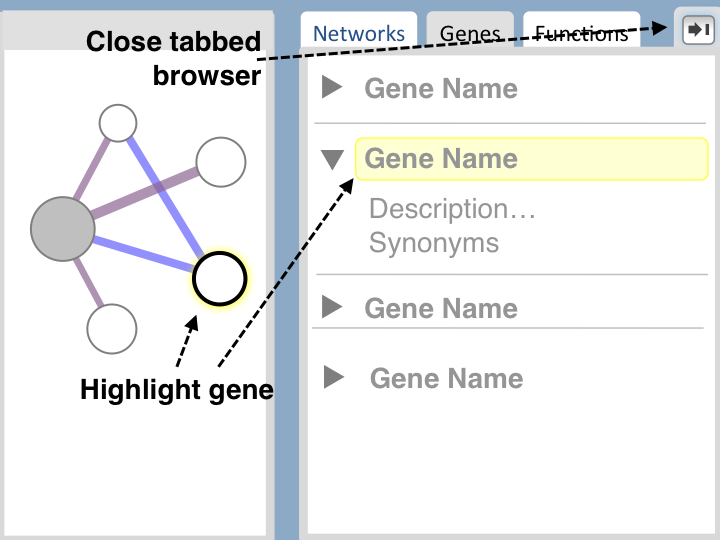 Close tabbed
browser
Networks
Genes
Functions
Gene Name
Gene Name
Description…
Synonyms
Gene Name
Gene Name
Highlight gene